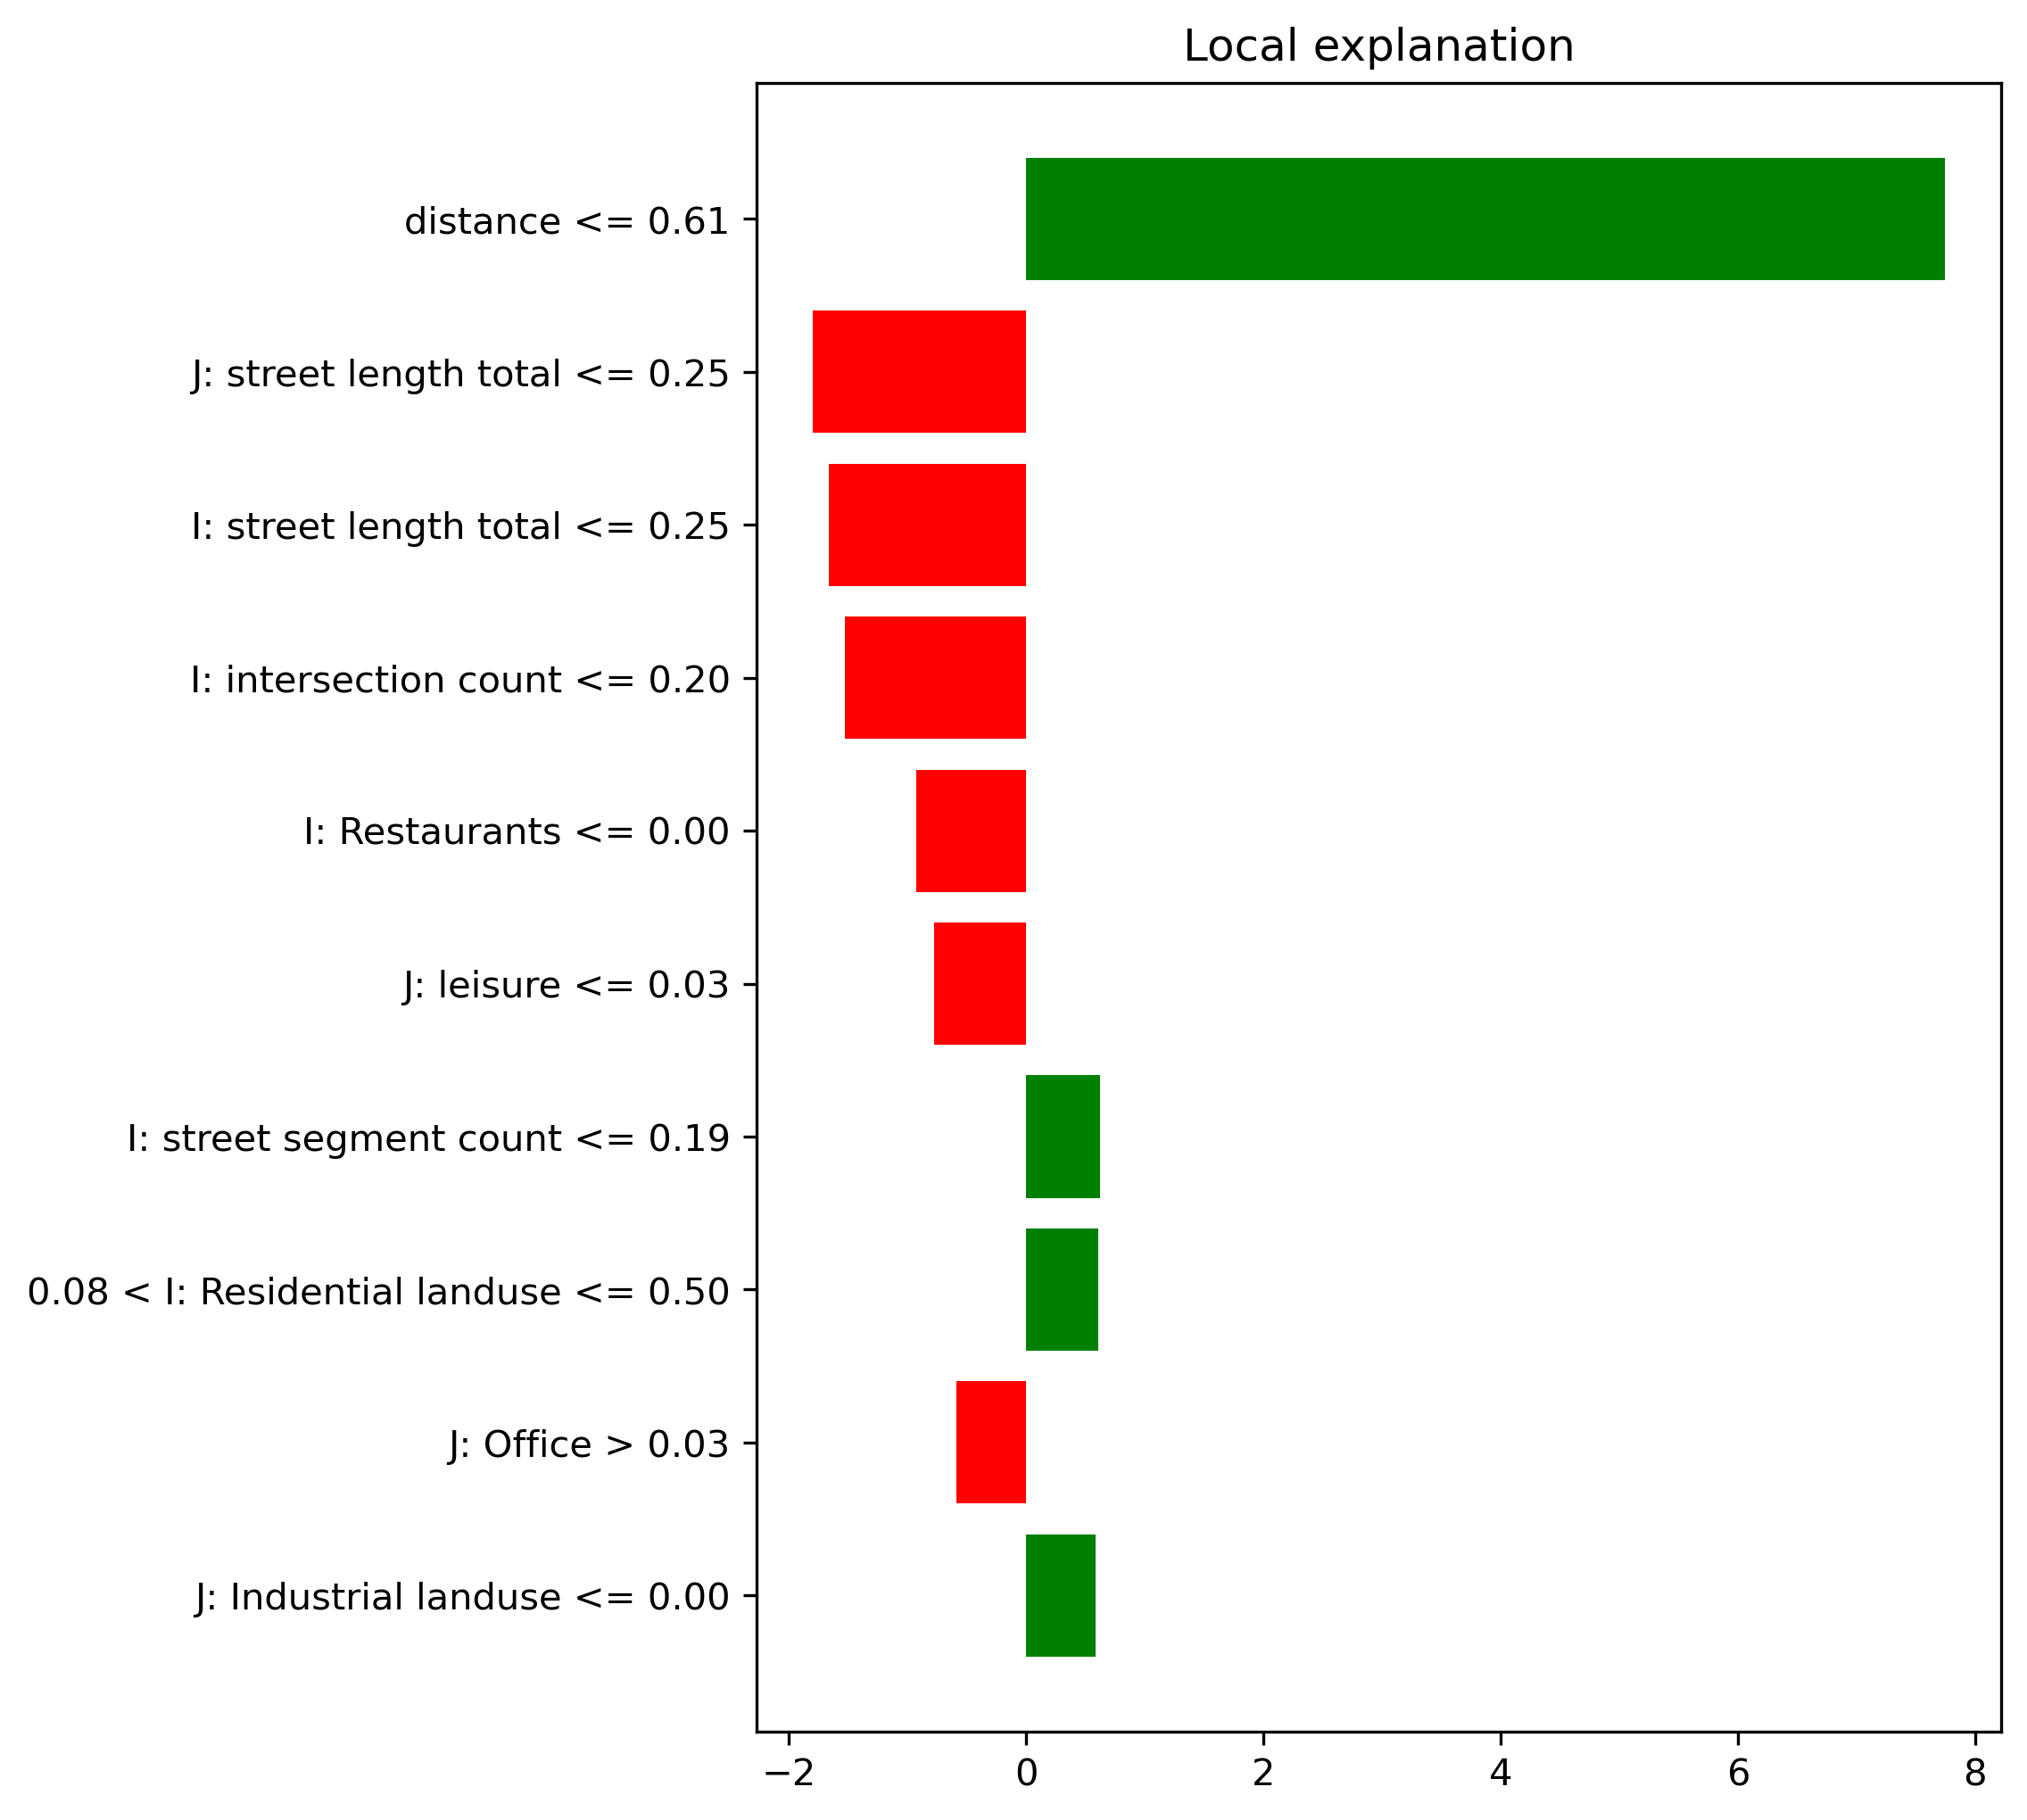 Local explanation
distance <= 0.61
J: street length total <= 0.25
I: street length total <= 0.25
I: intersection count <= 0.20
I: Restaurants <= 0.00
J: leisure <= 0.03
I: street segment count <= 0.19
0.08 < I: Residential landuse <= 0.50
J: Office > 0.03
J: Industrial landuse <= 0.00
−2 0 2 4 6 8